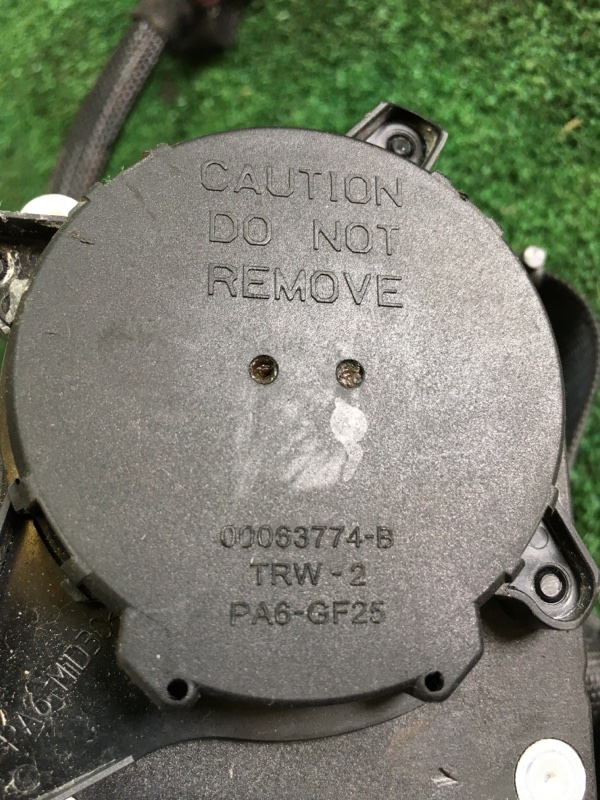 CAUTION
DO NOT
REMOVE
00063774-B
TRW-2
PA6-GF25